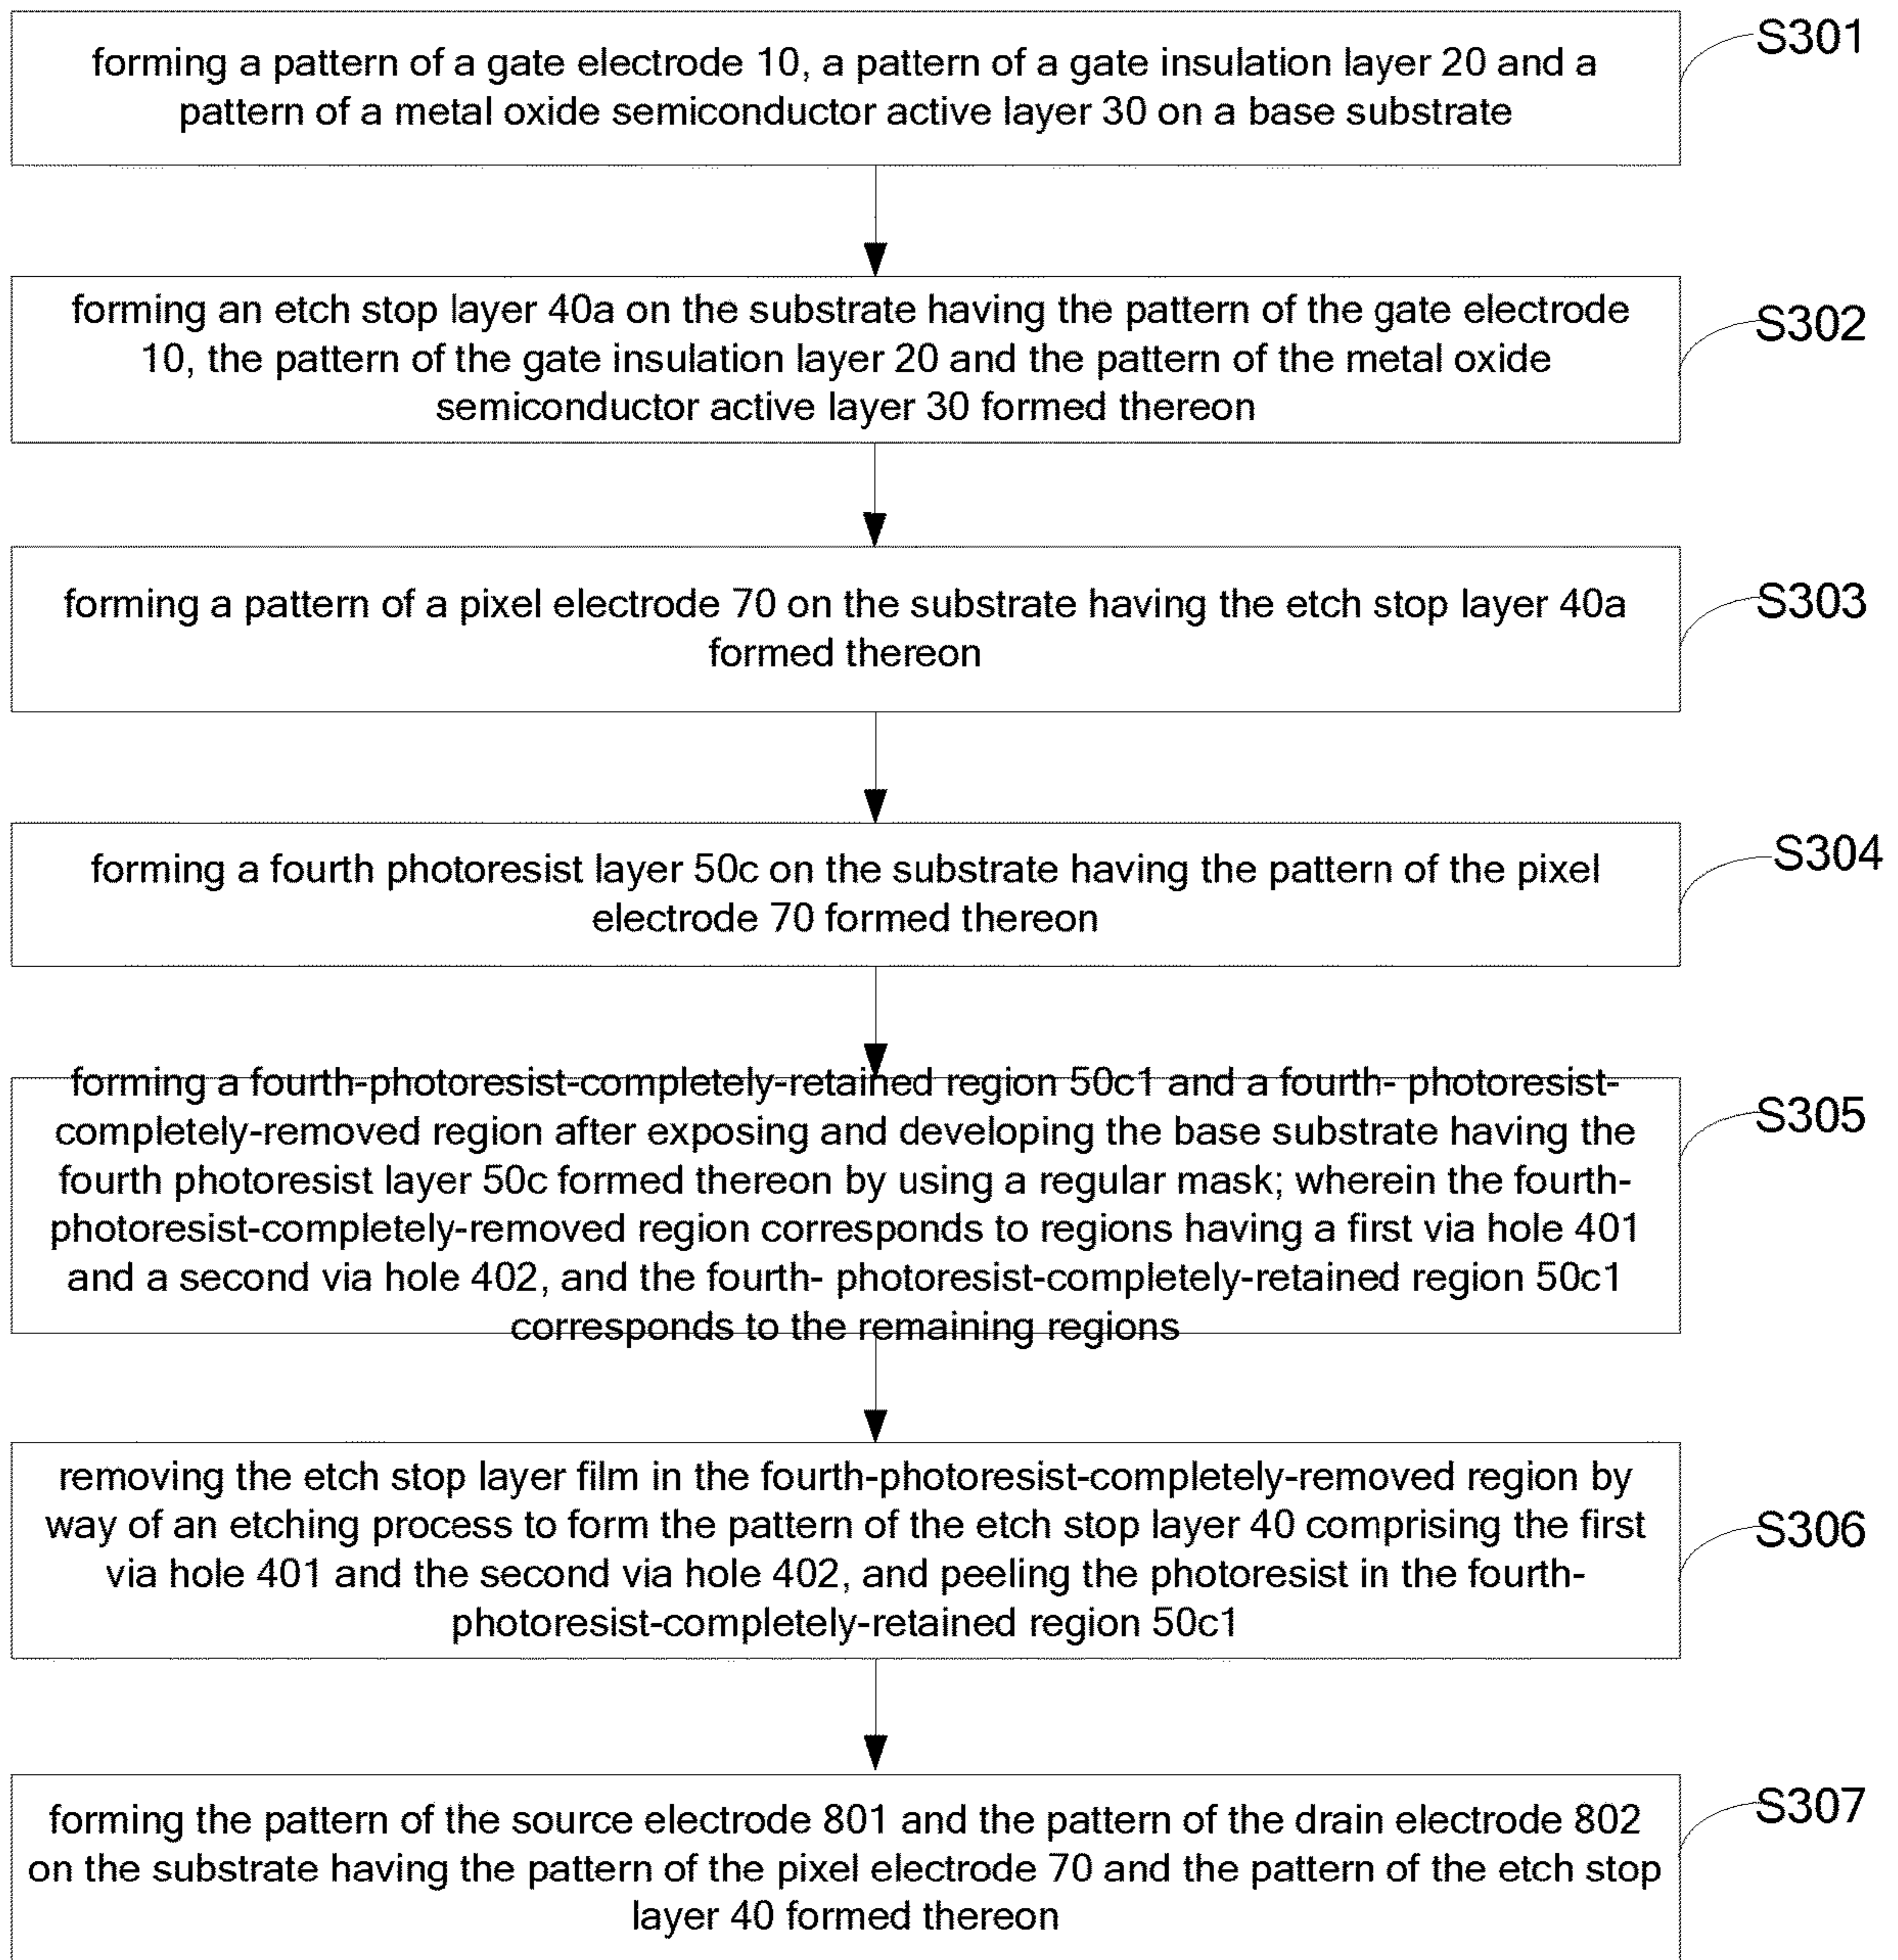 forming a pattern of a gate electrode 10, a pattern of a gate insulation layer 20 and a
pattern of a metal oxide semiconductor active layer 30 on a base substrate
S301
forming an etch stop layer 40a on the substrate having the pattern of the gate electrode
10, the pattern of the gate insulation layer 20 and the pattern of the metal oxide
semiconductor active layer 30 formed thereon
S302
forming a pattern of a pixel electrode 70 on the substrate having the etch stop layer 40a
formed thereon
S303
forming a fourth photoresist layer 50c on the substrate having the pattern of the pixel
electrode 70 formed thereon
S304
forming a fourth-photoresist-completely-retained region 50c1 and a fourth- photoresist-
completely-removed region after exposing and developing the base substrate having the
fourth photoresist layer 50c formed thereon by using a regular mask; wherein the fourth-
photoresist-completely-removed region corresponds to regions having a first via hole 401
and a second via hole 402, and the fourth- photoresist-completely-retained region 50c1
corresponds to the remaining regions
S305
removing the etch stop layer film in the fourth-photoresist-completely-removed region by
way of an etching process to form the pattern of the etch stop layer 40 comprising the first
via hole 401 and the second via hole 402, and peeling the photoresist in the fourth-
photoresist-completely-retained region 50c1
S306
forming the pattern of the source electrode 801 and the pattern of the drain electrode 802
on the substrate having the pattern of the pixel electrode 70 and the pattern of the etch stop
layer 40 formed thereon
S307